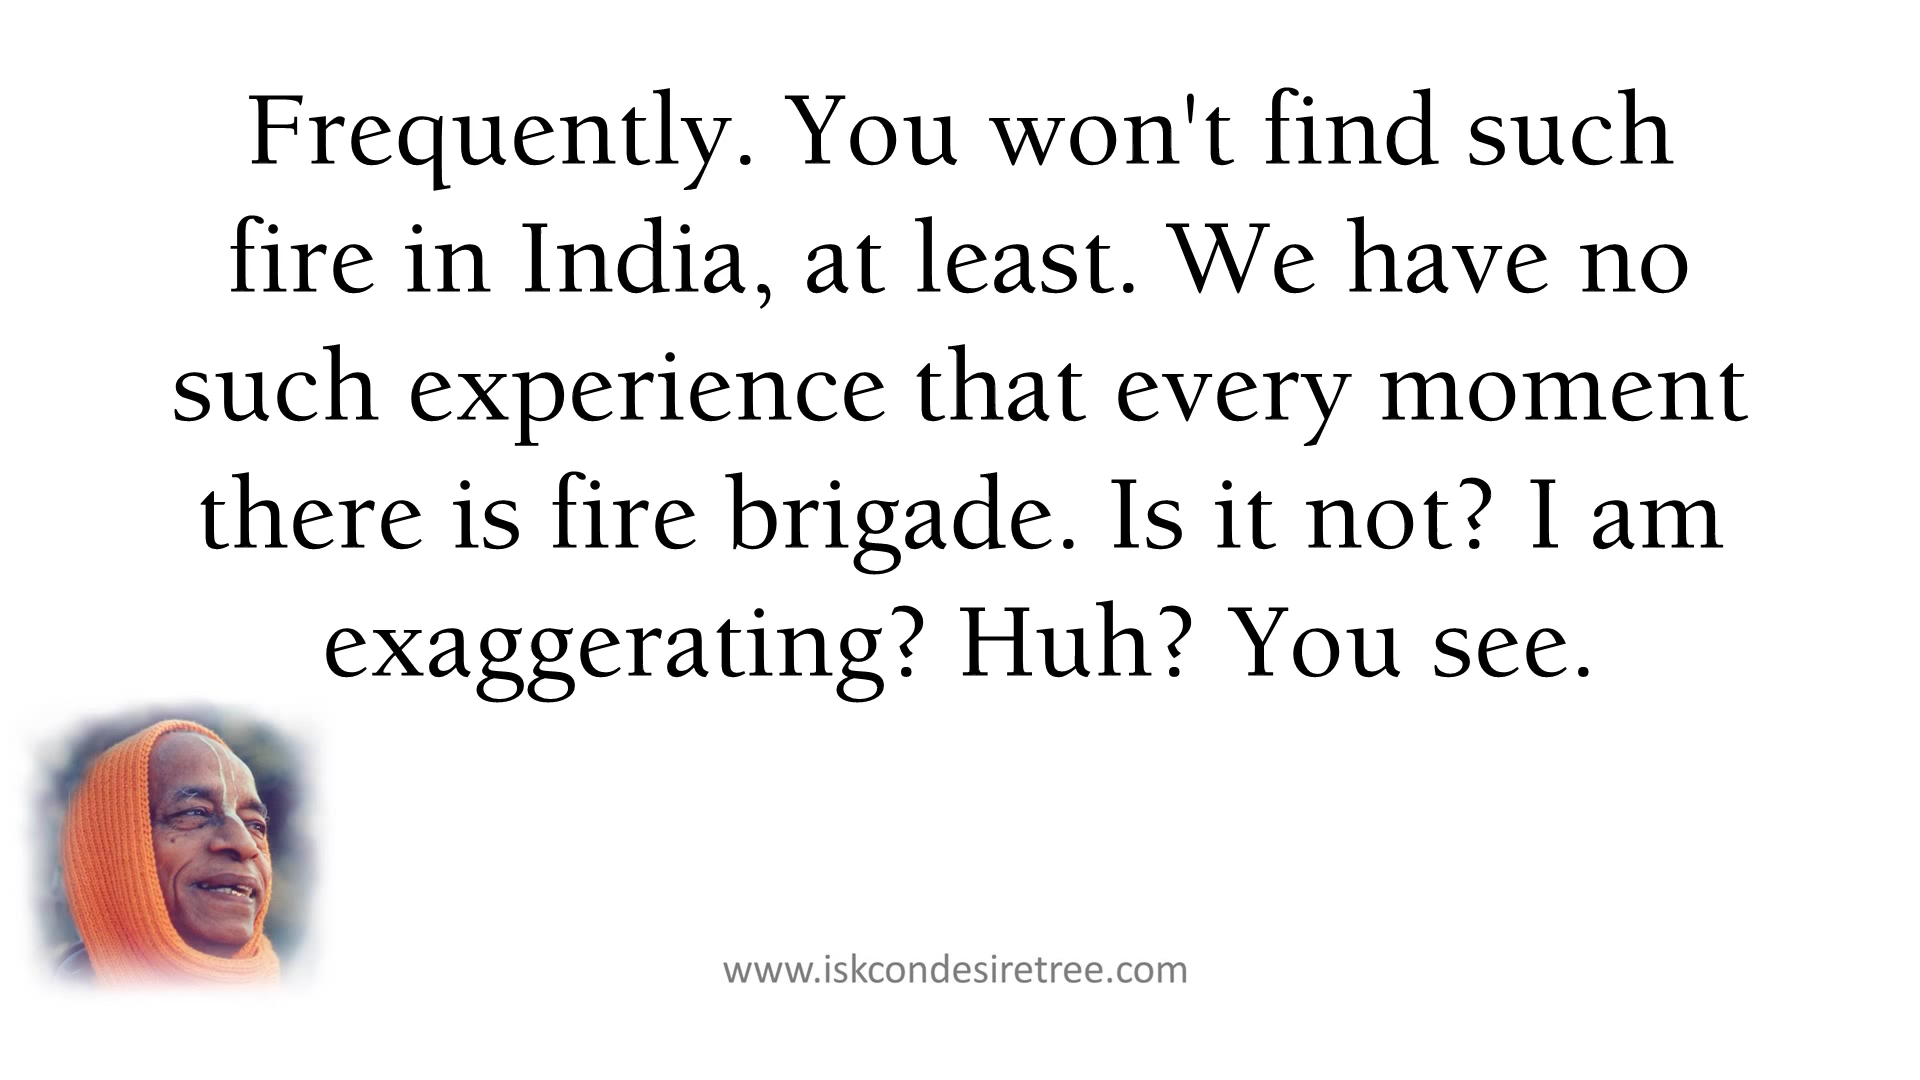 Frequently. You won't find such
fire in India, at least. We have no
such experience that every moment
there is fire brigade. Is it not? I am
exaggerating? Huh? You see.
www.iskcondesiretree.com